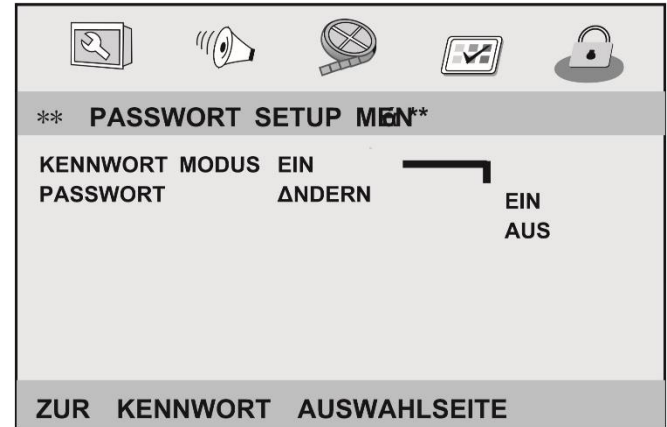 ** PASSWORT SETUP **
KENNWORT MODUS EIN
PASSWORT ΔNDERN
EIN
AUS
ZUR KENNWORT AUSWAHLSEITE